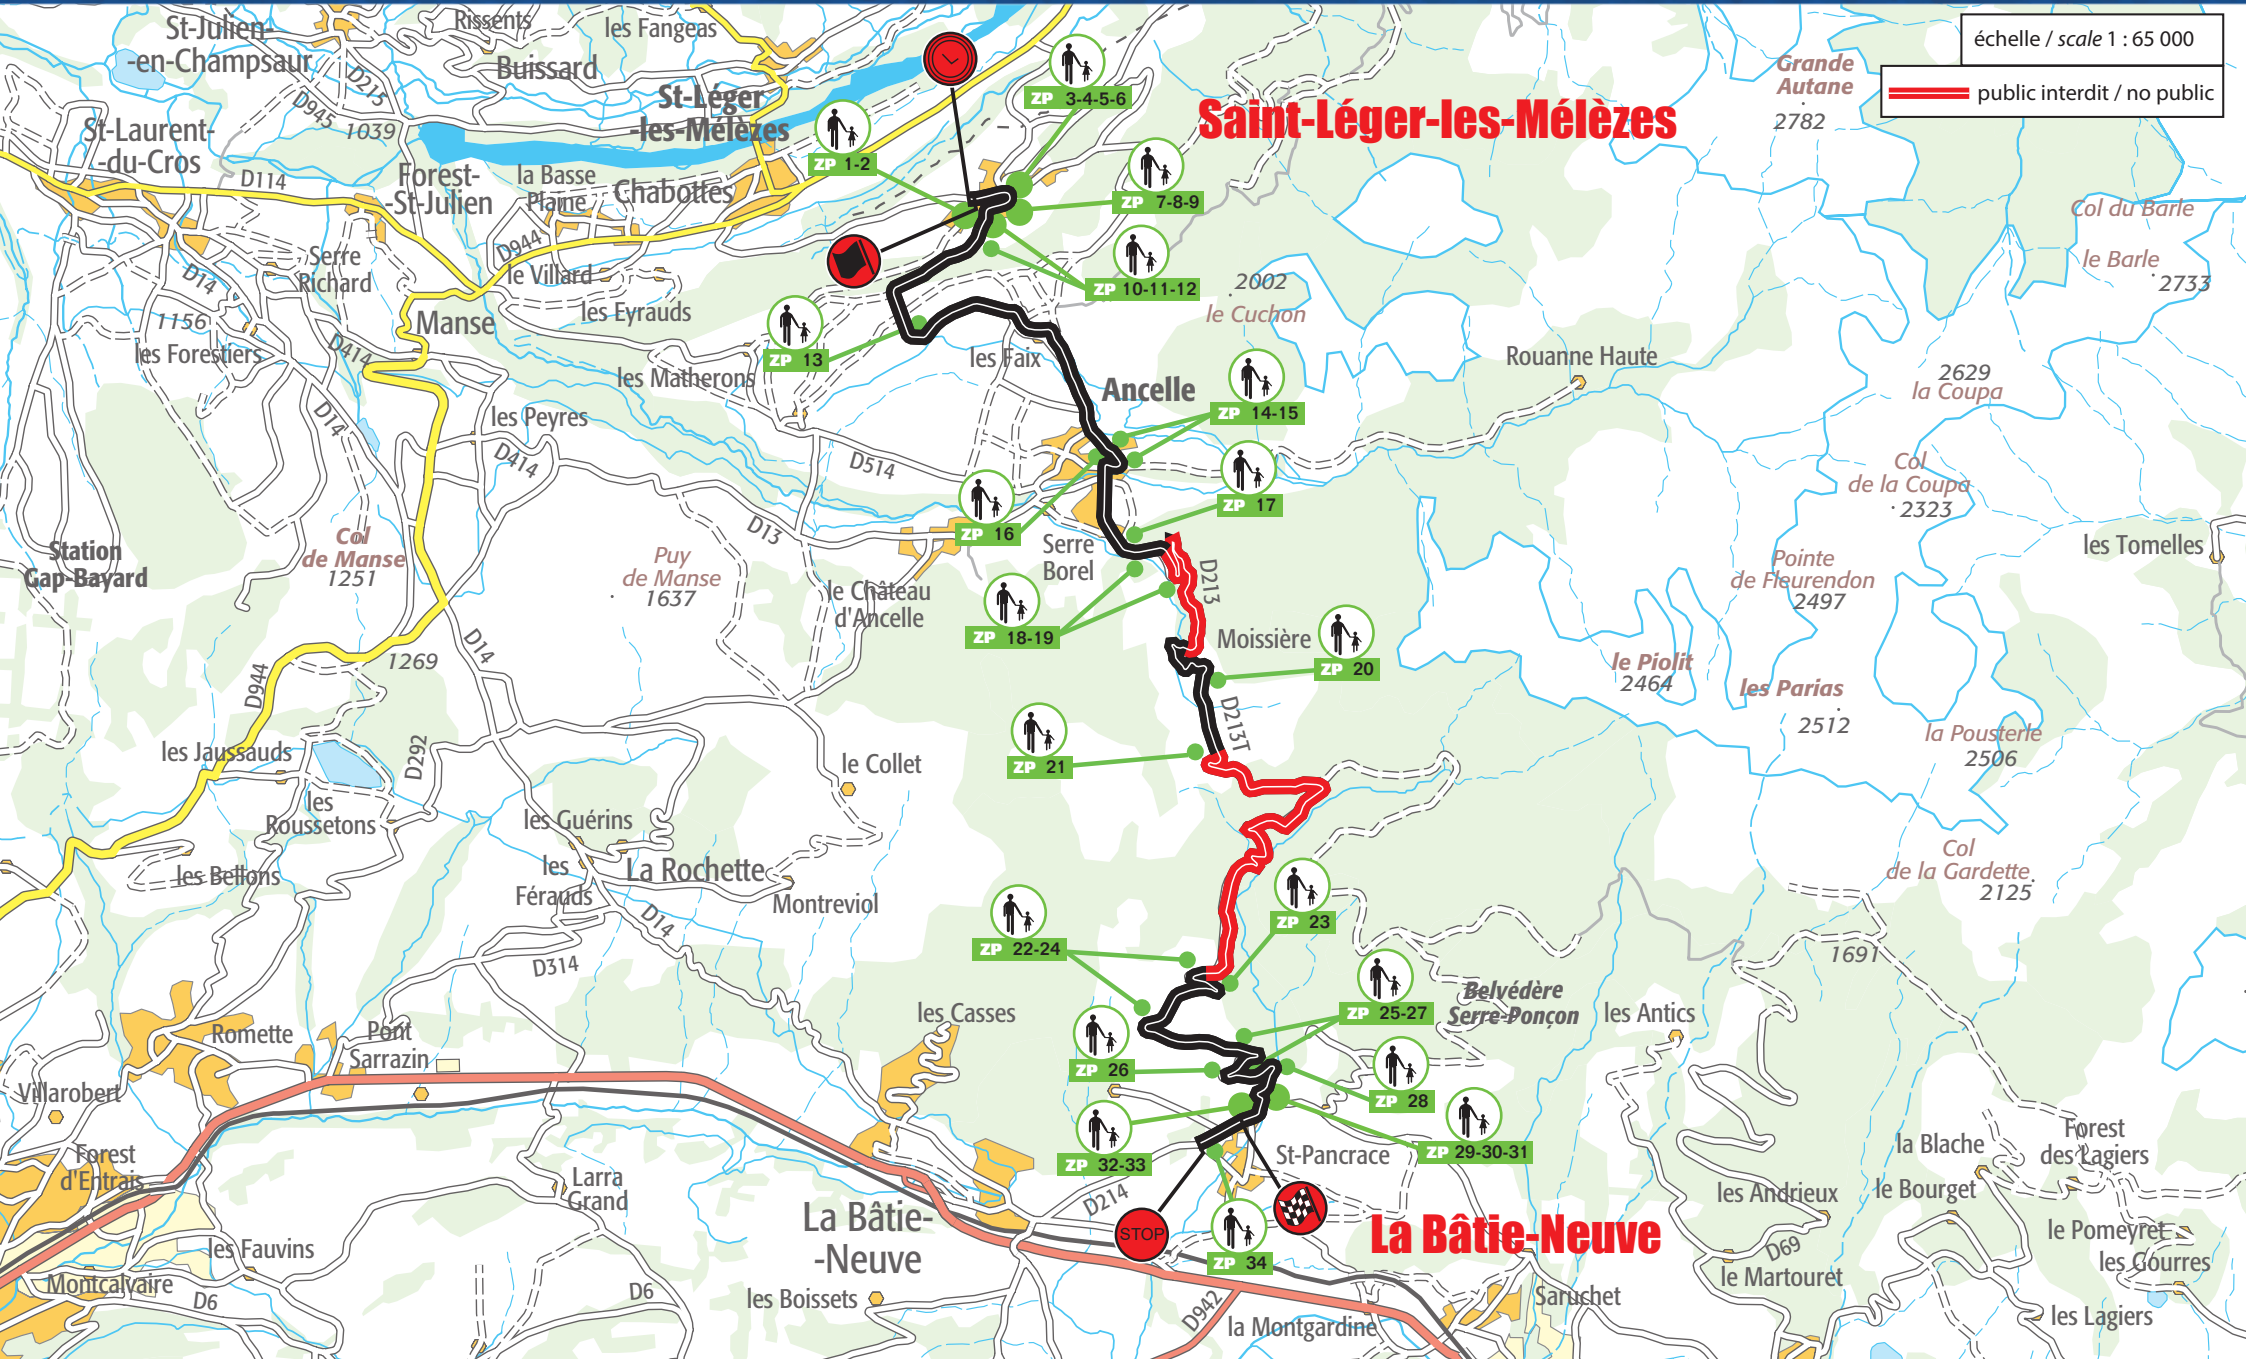 St-Julien-
-en-Champsaur
Rissents
les Fangeas
Buissard
D215
D945
1039
St-Léger
-les-Mélèzes
ZP 3-4-5-6
Saint-Léger-les-Mélèzes
Grande
Autane
2782
échelle / scale 1 : 65 000
public interdit / no public
St-Laurent-
-du-Cros
D114
Forest-
-St-Julien
la Basse
Plaine
Chabottes
ZP 1-2
ZP 7-8-9
Col du Barle
le Barle
2733
D944
le Villard
Serre
Richard
D14
les Eyrauds
ZP 10-11-12
2002
le Cuchon
1156
Manse
les Forestiers
D414
les Matherons
ZP 13
les Faix
Rouanne Haute
2629
la Coupa
Ancelle
ZP 14-15
D14
les Peyres
D414
D514
ZP 17
Col
de la Coupa
2323
D13
ZP 16
Serre
Borel
Station
Gap-Bayard
Col
de Manse
1251
Puy
de Manse
1637
le Château
d'Ancelle
D213
Pointe
de Fleurendon
2497
les Tomelles
ZP 18-19
Moissière
ZP 20
D14
1269
D944
le Piolit
2464
les Parias
2512
D213T
la Pousterle
2506
les Jaussauds
D292
ZP 21
le Collet
les
Roussetons
les Guérins
les
Férauds
La Rochette
les Bellons
Montreviol
D14
Col
de la Gardette
2125
ZP 23
ZP 22-24
1691
D314
ZP 25-27
Belvédère
Serre-Ponçon
les Antics
les Casses
Romette
Pont
Sarrazin
ZP 26
ZP 28
Villarobert
Forest
d'Entrais
ZP 32-33
St-Pancrace
ZP 29-30-31
la Blache
Forest
des Lagiers
Larra
Grand
D214
les Andrieux
le Bourget
La Bâtie-
-Neuve
STOP
La Bâtie-Neuve
le Pomeyret
les Gourres
ZP 34
D69
le Martouret
les Fauvins
Montcalvaire
D6
D6
les Boissets
D942
la Montgardine
Saruchet
les Lagiers